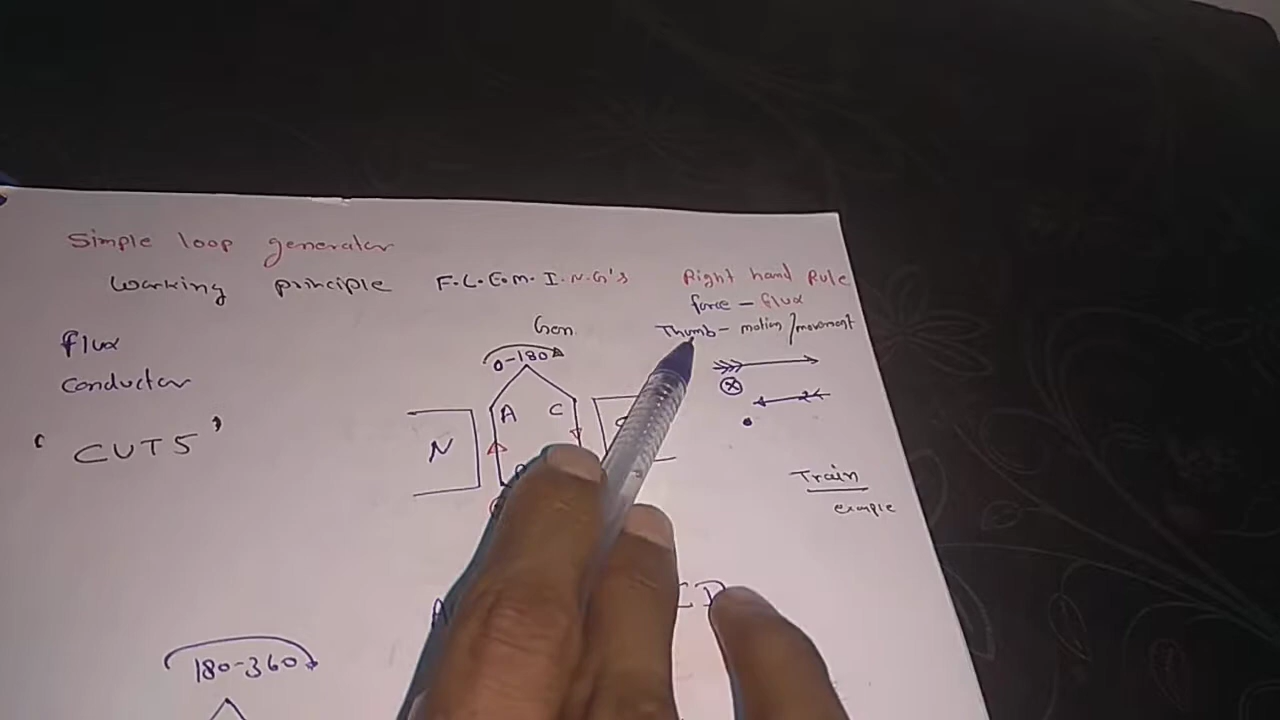 Simple loop generator
Working principle F.L.E.M.I.N.G's Right hand Rule
force - flux
Thumb - motion/movement
flux
conductor
' CUTS '
Gen.
0-180
A C
N
Train
example
CD
A
180-360